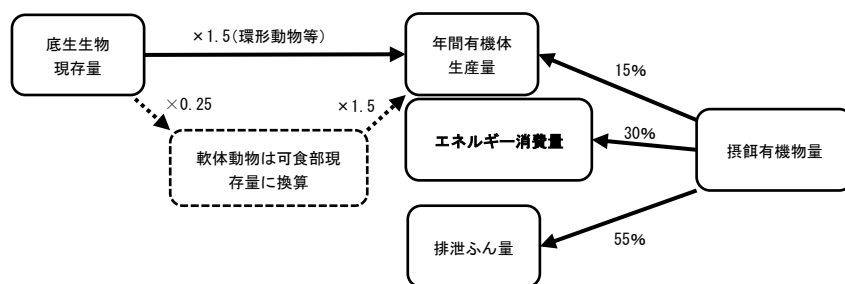 底生生物
現存量
×1.5(環形動物等)
年間有機体
生産量
15%
×0.25
×1.5
軟体動物は可食部現
存量に換算
エネルギー消費量
30%
摂餌有機物量
排泄ふん量
55%